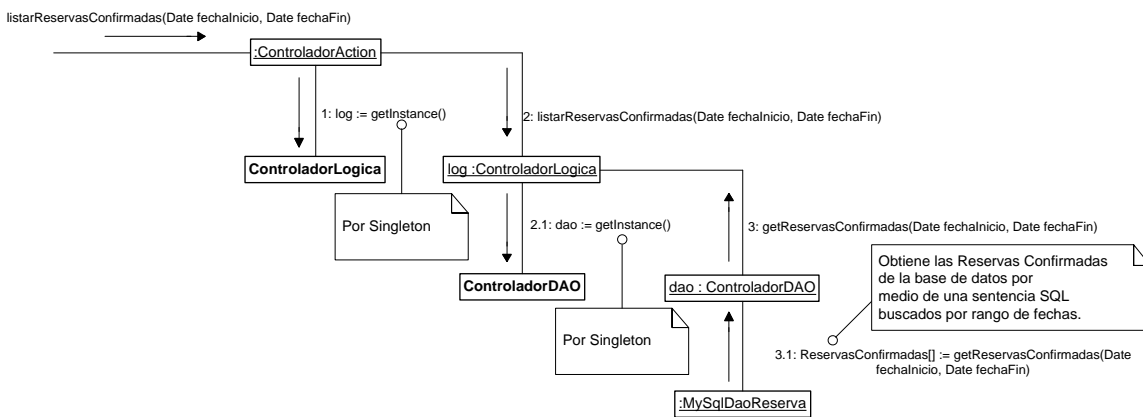 listarReservasConfirmadas(Date fechaInicio, Date fechaFin)
:ControladorAction
1: log := getInstance()
2: listarReservasConfirmadas(Date fechaInicio, Date fechaFin)
ControladorLogica
log :ControladorLogica
Por Singleton
2.1: dao := getInstance()
3: getReservasConfirmadas(Date fechaInicio, Date fechaFin)
Obtiene las Reservas Confirmadas
de la base de datos por
medio de una sentencia SQL
buscados por rango de fechas.
ControladorDAO
dao : ControladorDAO
Por Singleton
3.1: ReservasConfirmadas[] := getReservasConfirmadas(Date
fechaInicio, Date fechaFin)
:MySqlDaoReserva